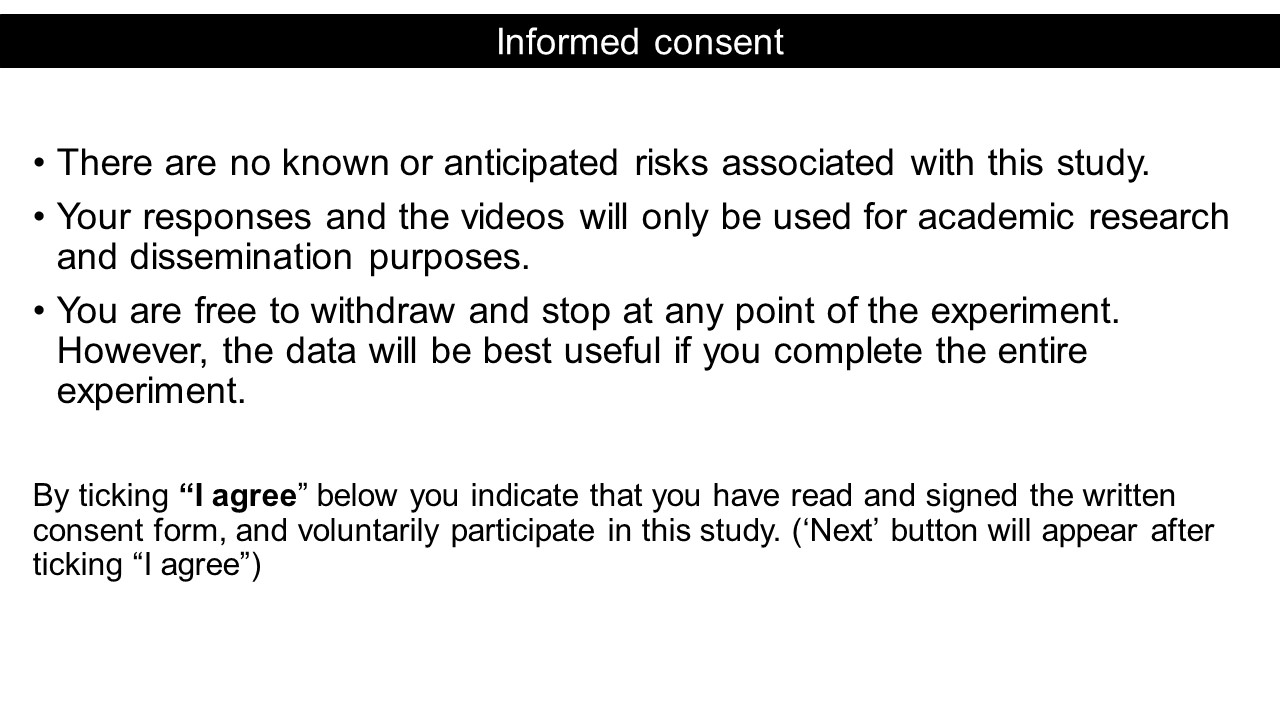 Informed consent
• There are no known or anticipated risks associated with this study.
• Your responses and the videos will only be used for academic research
and dissemination purposes.
• You are free to withdraw and stop at any point of the experiment.
However, the data will be best useful if you complete the entire
experiment.
By ticking “I agree” below you indicate that you have read and signed the written
consent form, and voluntarily participate in this study. (‘Next’ button will appear after
ticking “I agree”)